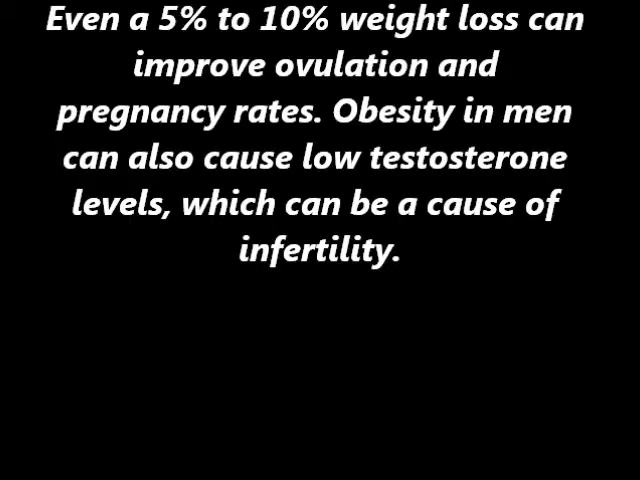 Even a 5% to 10% weight loss can
improve ovulation and
pregnancy rates. Obesity in men
can also cause low testosterone
levels, which can be a cause of
infertility.